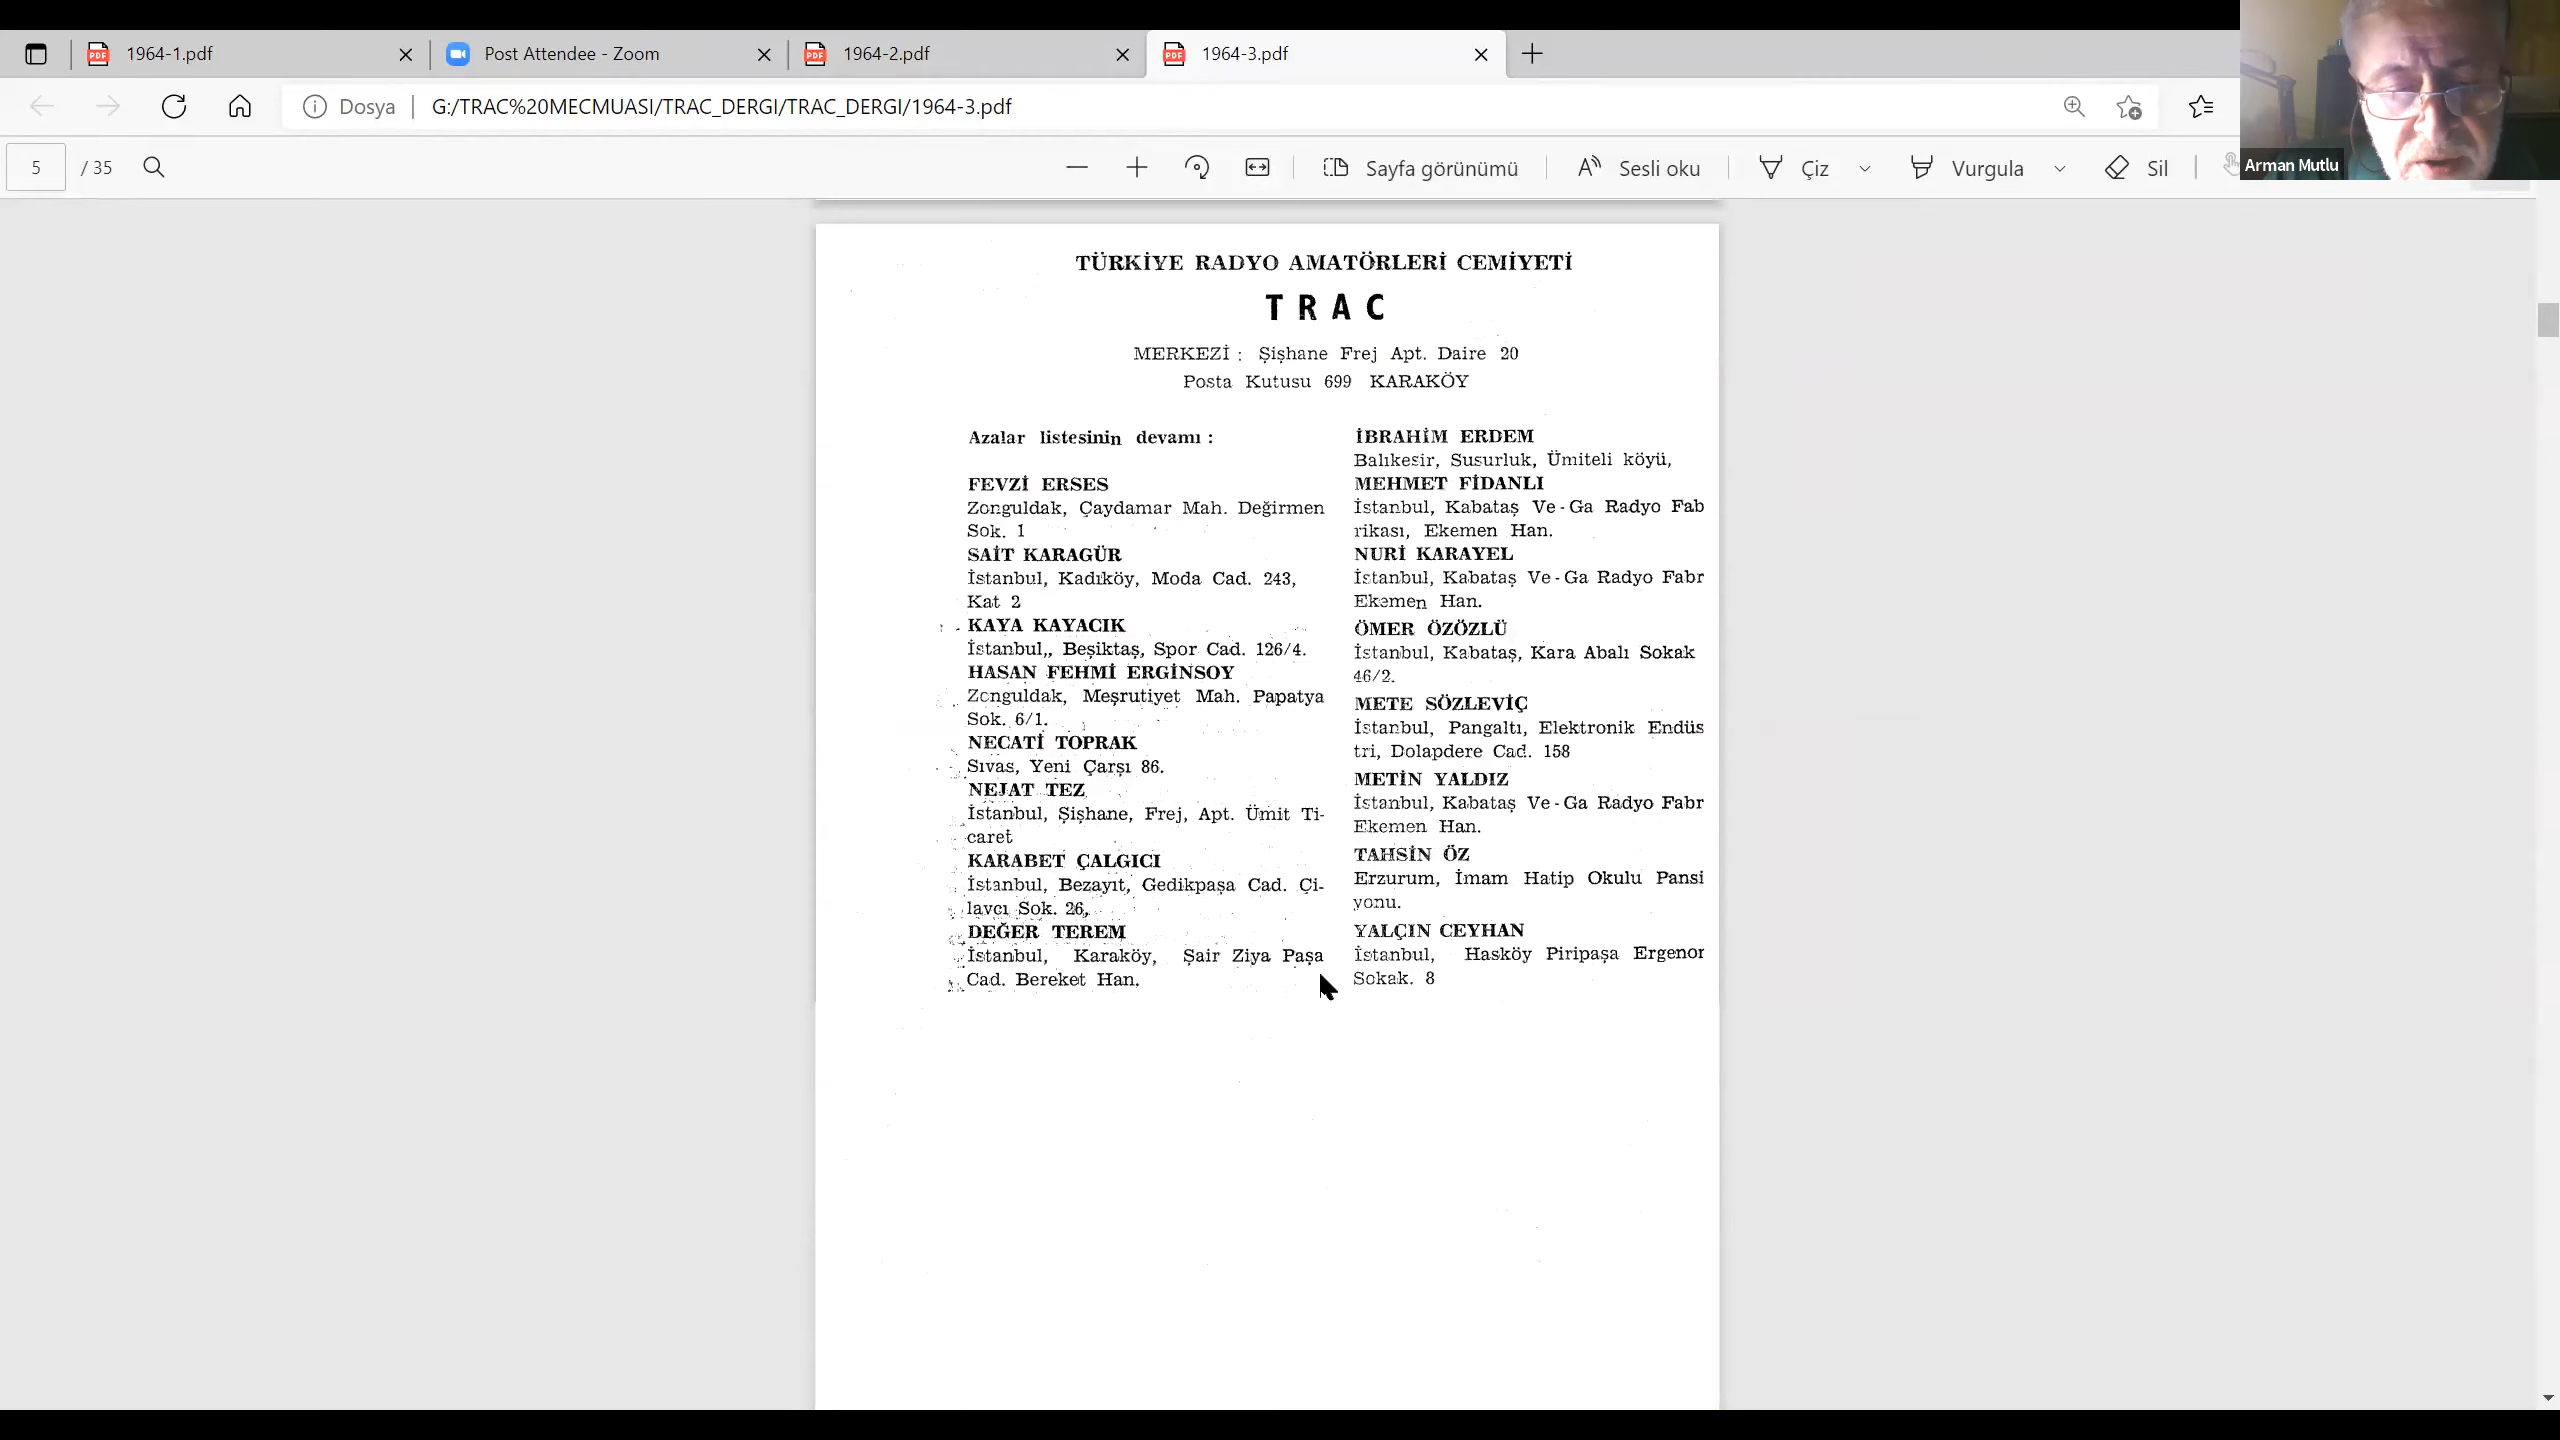 1964-1.pdf
Post Attendee - Zoom
1964-2.pdf
1964-3.pdf
Dosya
G:/TRAC%20MECMUASI/TRAC_DERGI/TRAC_DERGI/1964-3.pdf
5 / 35
Sayfa görünümü
Sesli oku
Çiz
Vurgula
Sil
Arman Mutlu
TÜRKİYE RADYO AMATÖRLERİ CEMİYETİ
TRAC
MERKEZİ : Şişhane Frej Apt. Daire 20
Posta Kutusu 699 KARAKÖY
Azalar listesinin devamı :
FEVZİ ERSES
Zonguldak, Çaydamar Mah. Değirmen
Sok. 1
SAİT KARAGÜR
İstanbul, Kadıköy, Moda Cad. 243,
Kat 2
KAYA KAYACIK
İstanbul,, Beşiktaş, Spor Cad. 126/4.
HASAN FEHMİ ERGİNSOY
Zonguldak, Meşrutiyet Mah. Papatya
Sok. 6/1.
NECATİ TOPRAK
Sıvas, Yeni Çarşı 86.
NEJAT TEZ
İstanbul, Şişhane, Frej, Apt. Ümit Ti-
caret
KARABET ÇALGICI
İstanbul, Bezayıt, Gedikpaşa Cad. Çi-
lavcı Sok. 26,
DEĞER TEREM
İstanbul, Karaköy, Şair Ziya Paşa
Cad. Bereket Han.
İBRAHİM ERDEM
Balıkesir, Susurluk, Ümiteli köyü,
MEHMET FİDANLI
İstanbul, Kabataş Ve-Ga Radyo Fab
rikası, Ekemen Han.
NURİ KARAYEL
İstanbul, Kabataş Ve-Ga Radyo Fabr
Ekemen Han.
ÖMER ÖZÖZLÜ
İstanbul, Kabataş, Kara Abalı Sokak
46/2.
METE SÖZLEVİÇ
İstanbul, Pangaltı, Elektronik Endüs
tri, Dolapdere Cad. 158
METİN YALDIZ
İstanbul, Kabataş Ve-Ga Radyo Fabr
Ekemen Han.
TAHSİN ÖZ
Erzurum, İmam Hatip Okulu Pansi
yonu.
YALÇIN CEYHAN
İstanbul, Hasköy Piripaşa Ergenor
Sokak. 8